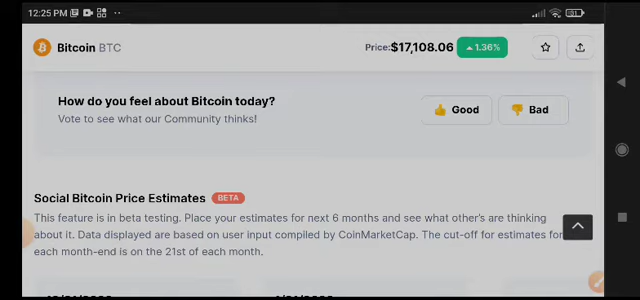 12:25 PM
Bitcoin BTC
Price: $17,108.06 1.36%
How do you feel about Bitcoin today?
Vote to see what our Community thinks!
Good
Bad
Social Bitcoin Price Estimates BETA
This feature is in beta testing. Place your estimates for next 6 months and see what other's are thinking
about it. Data displayed are based on user input compiled by CoinMarketCap. The cut-off for estimates for
each month-end is on the 21st of each month.